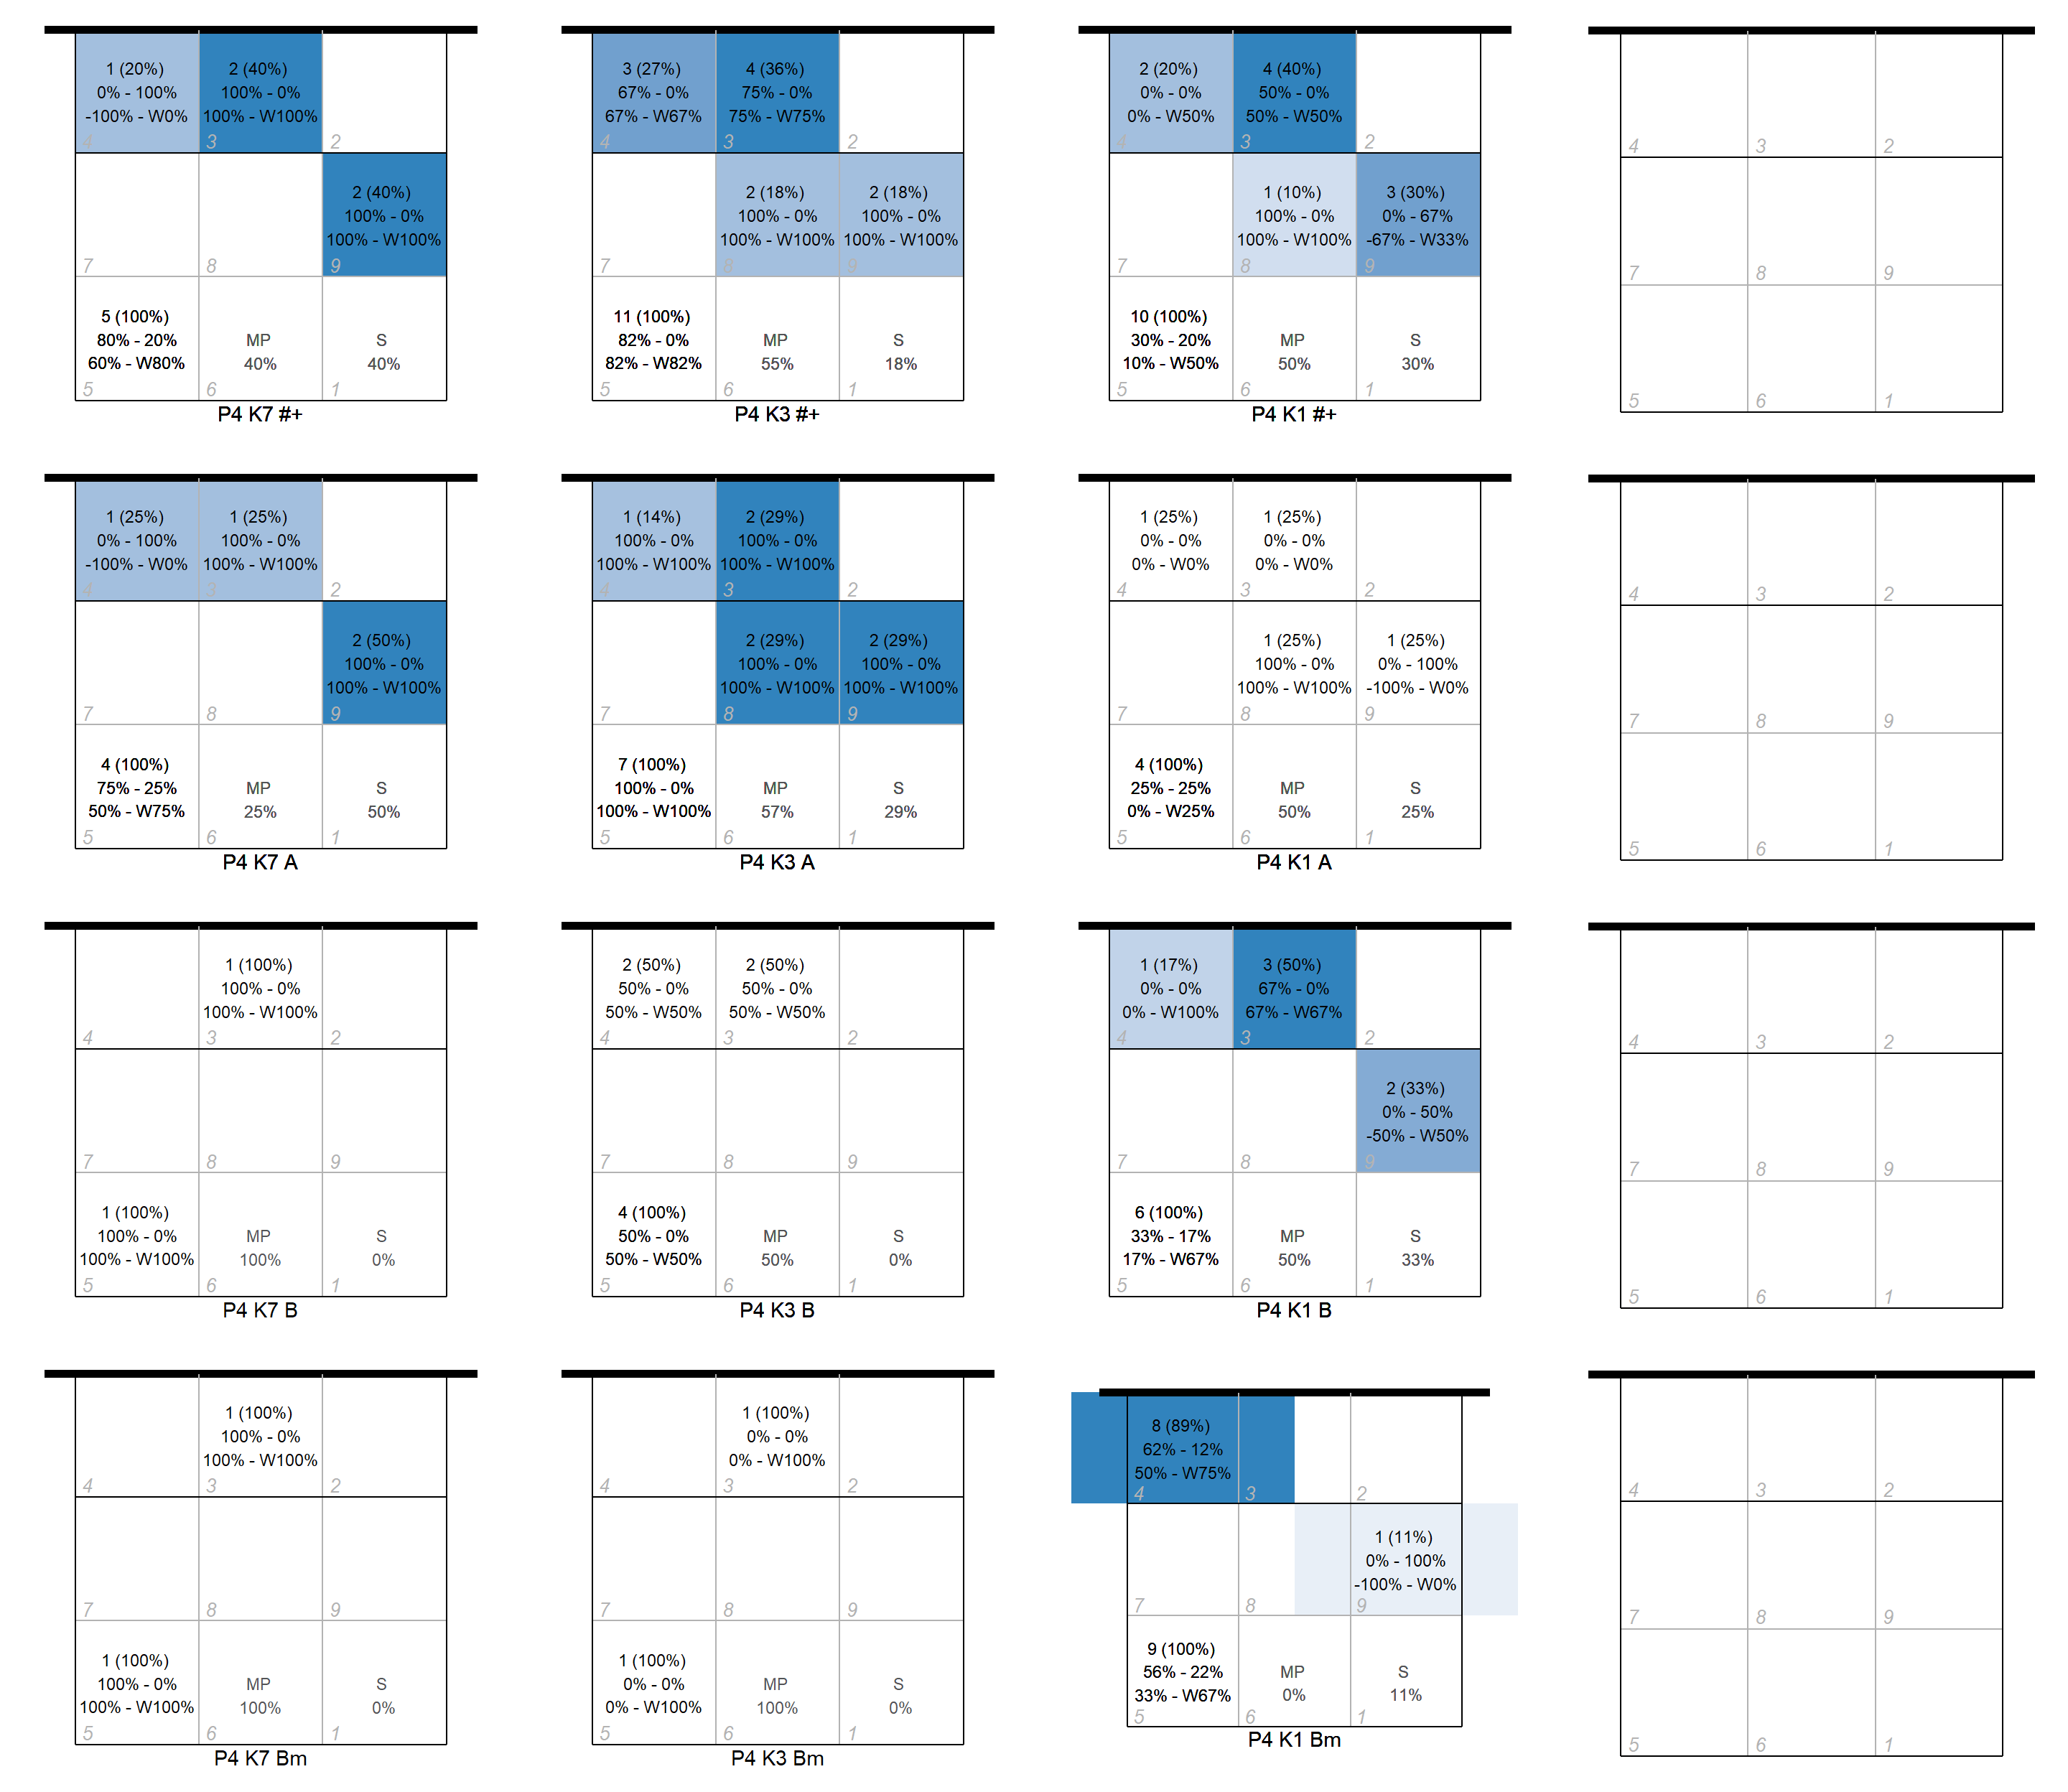 1 (20%) 2 (40%)
0% - 100% 100% - 0%
-100% - W0% 100% - W100%
4 3 2
2 (40%)
100% - 0%
100% - W100%
7 8 9
5 (100%)
80% - 20% MP S
60% - W80% 40% 40%
5 6 1
P4 K7 #+
3 (27%) 4 (36%)
67% - 0% 75% - 0%
67% - W67% 75% - W75%
4 3 2
2 (18%) 2 (18%)
100% - 0% 100% - 0%
100% - W100% 100% - W100%
7 8 9
11 (100%)
82% - 0% MP S
82% - W82% 55% 18%
5 6 1
P4 K3 #+
2 (20%) 4 (40%)
0% - 0% 50% - 0%
0% - W50% 50% - W50%
4 3 2
1 (10%) 3 (30%)
100% - 0% 0% - 67%
100% - W100% -67% - W33%
7 8 9
10 (100%)
30% - 20% MP S
10% - W50% 50% 30%
5 6 1
P4 K1 #+
4 3 2
7 8 9
5 6 1
1 (25%) 1 (25%)
0% - 100% 100% - 0%
-100% - W0% 100% - W100%
4 3 2
2 (50%)
100% - 0%
100% - W100%
7 8 9
4 (100%)
75% - 25% MP S
50% - W75% 25% 50%
5 6 1
P4 K7 A
1 (14%) 2 (29%)
100% - 0% 100% - 0%
100% - W100% 100% - W100%
4 3 2
2 (29%) 2 (29%)
100% - 0% 100% - 0%
100% - W100% 100% - W100%
7 8 9
7 (100%)
100% - 0% MP S
100% - W100% 57% 29%
5 6 1
P4 K3 A
1 (25%) 1 (25%)
0% - 0% 0% - 0%
0% - W0% 0% - W0%
4 3 2
1 (25%) 1 (25%)
100% - 0% 0% - 100%
100% - W100% -100% - W0%
7 8 9
4 (100%)
25% - 25% MP S
0% - W25% 50% 25%
5 6 1
P4 K1 A
4 3 2
7 8 9
5 6 1
1 (100%)
100% - 0%
100% - W100%
4 3 2
7 8 9
1 (100%)
100% - 0% MP S
100% - W100% 100% 0%
5 6 1
P4 K7 B
2 (50%) 2 (50%)
50% - 0% 50% - 0%
50% - W50% 50% - W50%
4 3 2
7 8 9
4 (100%)
50% - 0% MP S
50% - W50% 50% 0%
5 6 1
P4 K3 B
1 (17%) 3 (50%)
0% - 0% 67% - 0%
0% - W100% 67% - W67%
4 3 2
2 (33%)
0% - 50%
-50% - W50%
7 8 9
6 (100%)
33% - 17% MP S
17% - W67% 50% 33%
5 6 1
P4 K1 B
4 3 2
7 8 9
5 6 1
1 (100%)
100% - 0%
100% - W100%
4 3 2
7 8 9
1 (100%)
100% - 0% MP S
100% - W100% 100% 0%
5 6 1
P4 K7 Bm
1 (100%)
0% - 0%
0% - W100%
4 3 2
7 8 9
1 (100%)
0% - 0% MP S
0% - W100% 100% 0%
5 6 1
P4 K3 Bm
8 (89%)
62% - 12%
50% - W75%
4 3 2
1 (11%)
0% - 100%
-100% - W0%
7 8 9
9 (100%)
56% - 22% MP S
33% - W67% 0% 11%
5 6 1
P4 K1 Bm
4 3 2
7 8 9
5 6 1